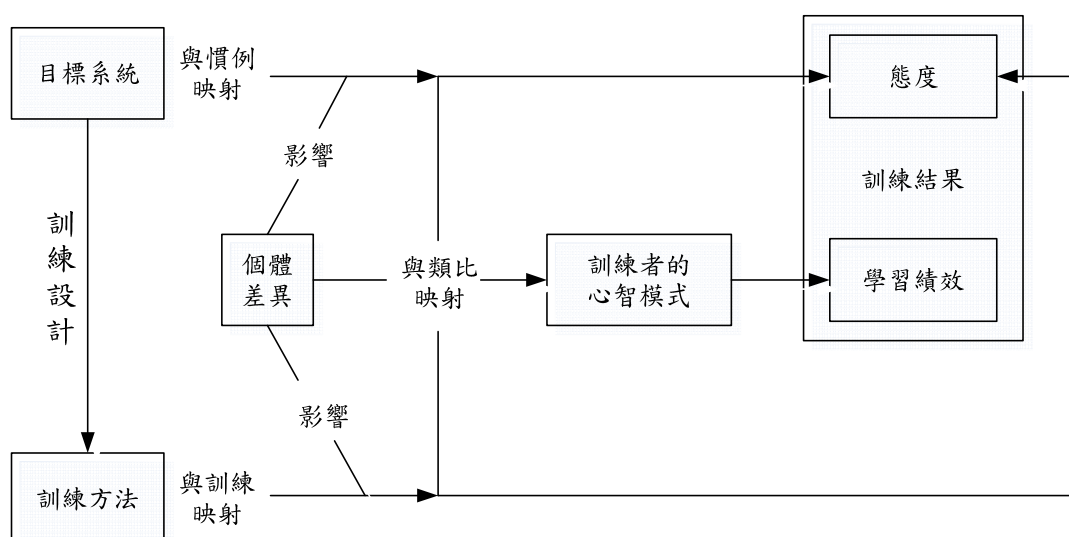 目標系統
與慣例
映射
態度
影響
訓練結果
訓
練
設
計
個體
差異
與類比
映射
訓練者的
心智模式
學習績效
影響
訓練方法
與訓練
映射